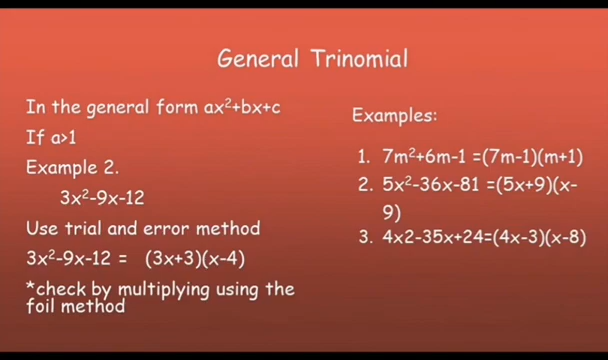 General Trinomial
In the general form ax²+bx+c
If a>1
Example 2.
3x²-9x-12
Use trial and error method
3x²-9x-12 = (3x+3)(x-4)
*check by multiplying using the
foil method
Examples:
1. 7m²+6m-1 =(7m-1)(m+1)
2. 5x²-36x-81 =(5x+9)(x-
9)
3. 4x2-35x+24=(4x-3)(x-8)